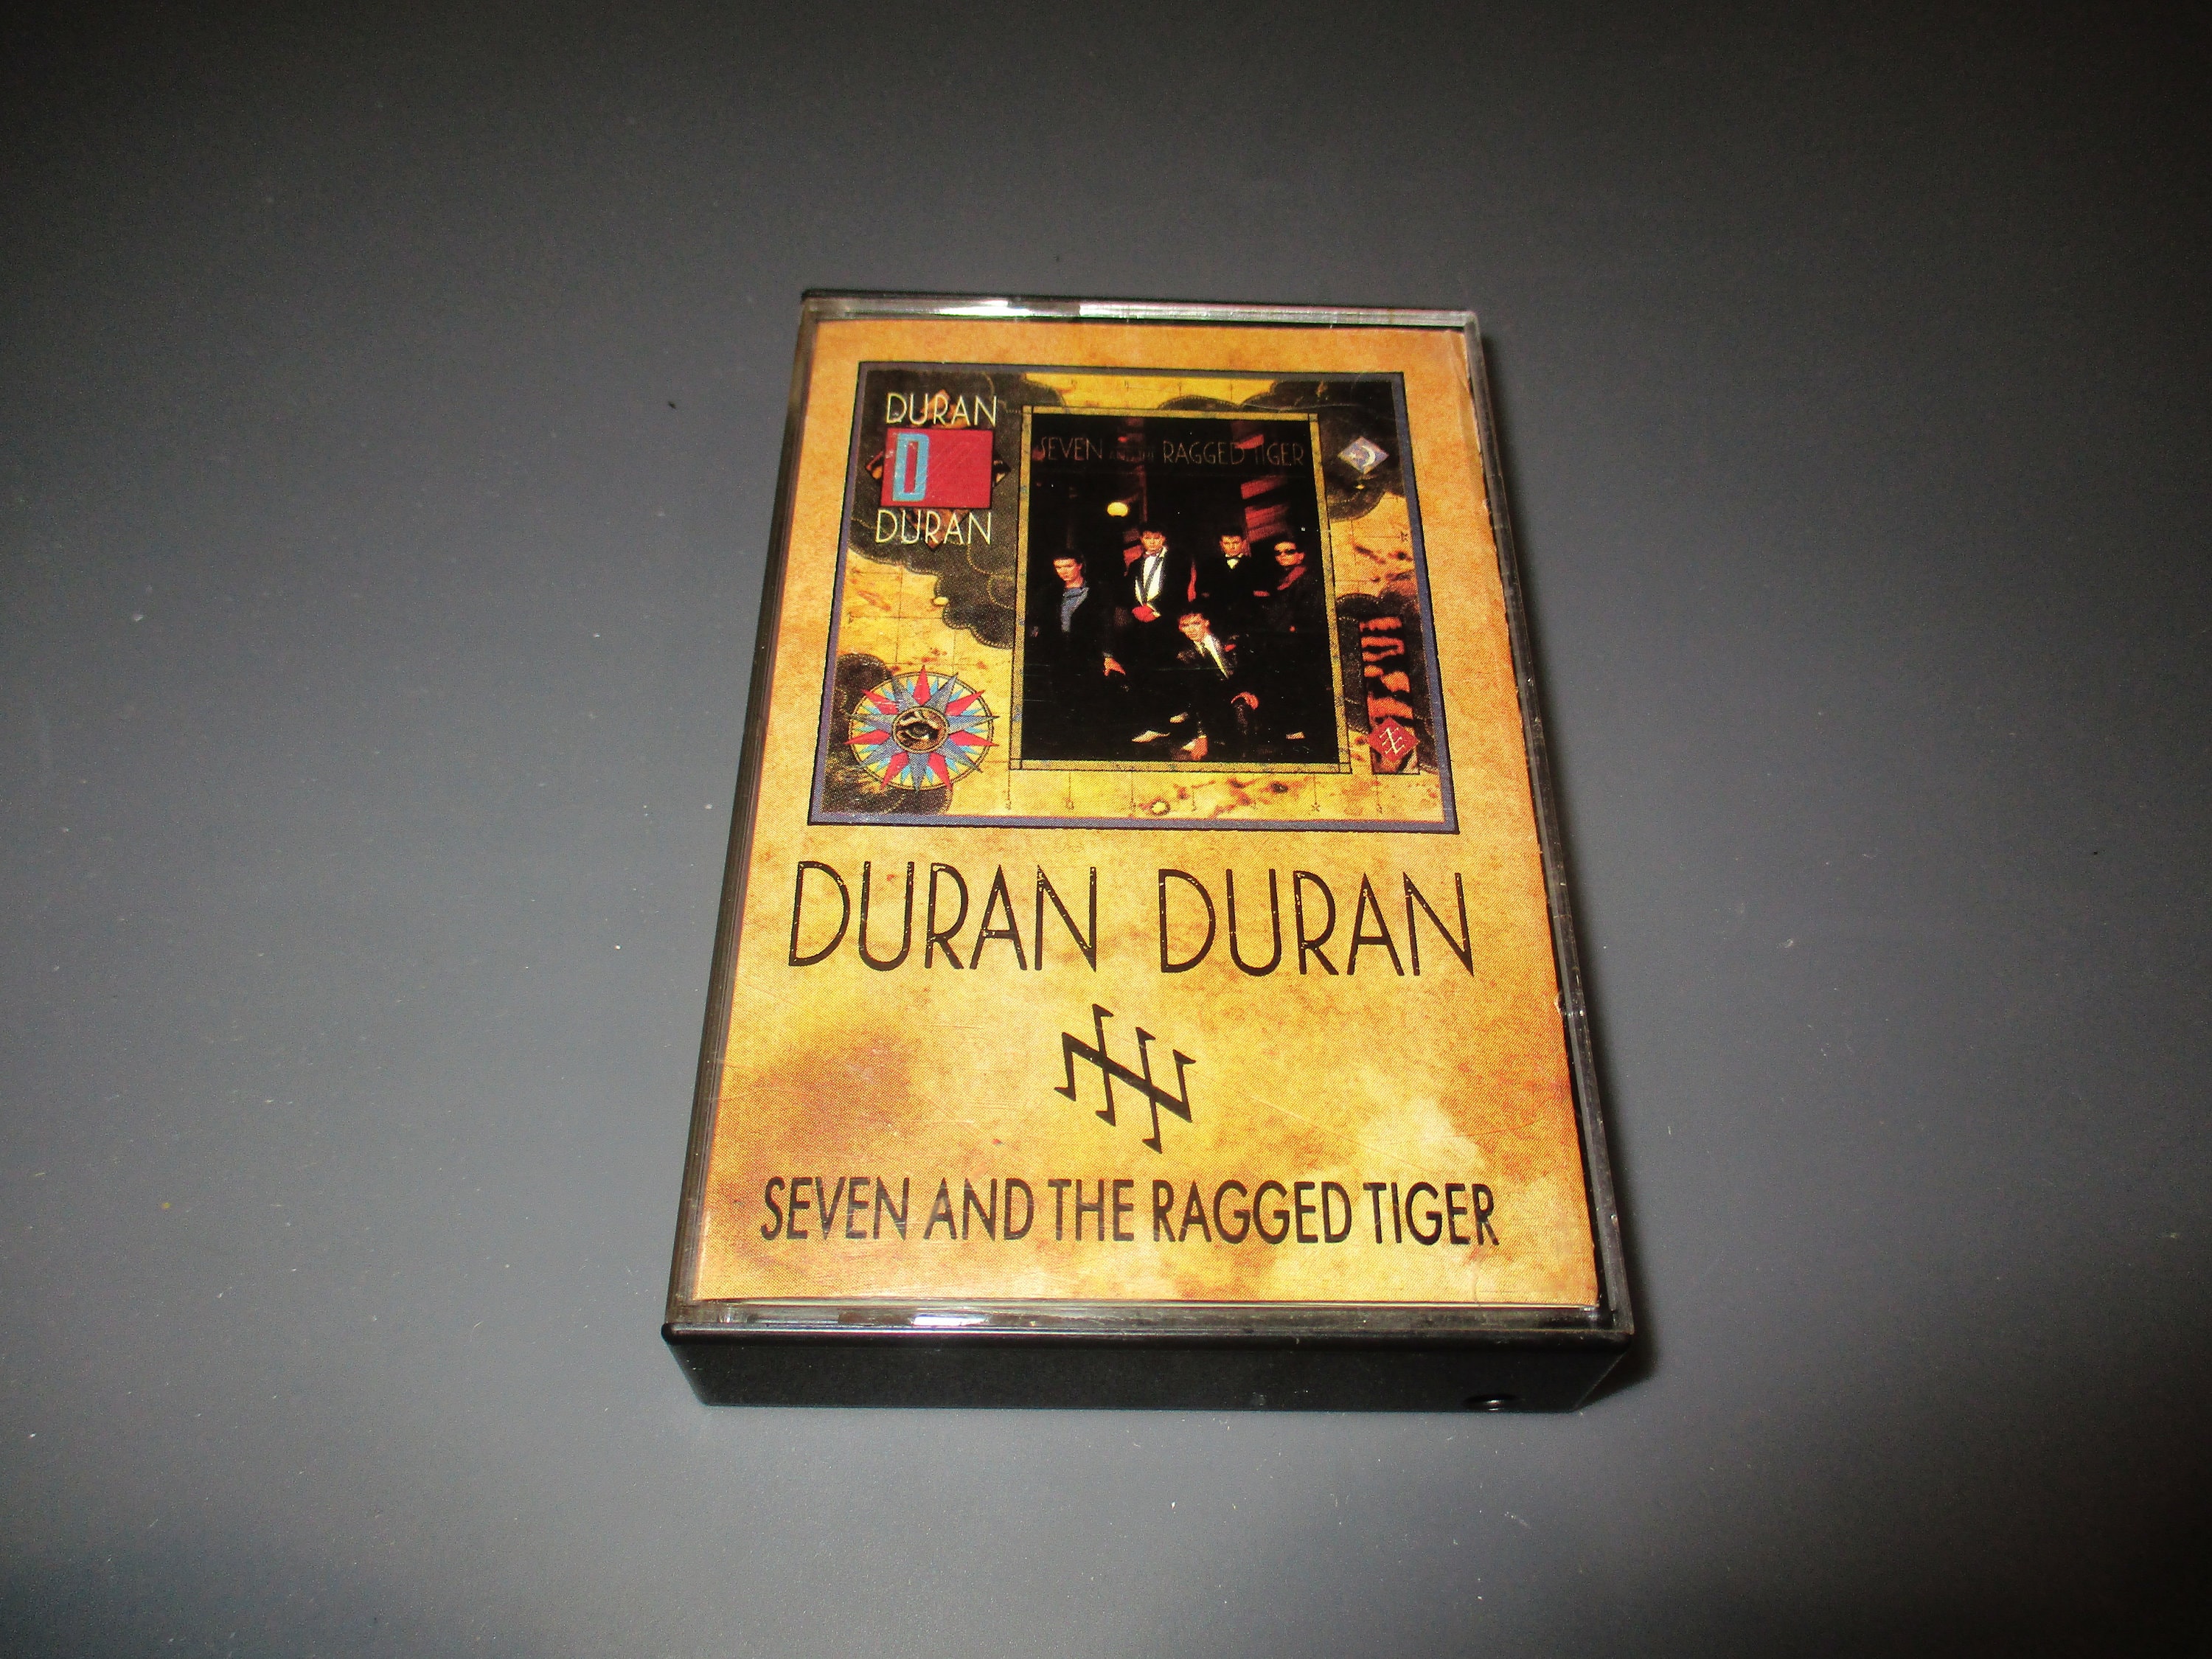 DURAN
D
DURAN
SEVEN AND THE RAGGED TIGER
DURAN DURAN
SEVEN AND THE RAGGED TIGER